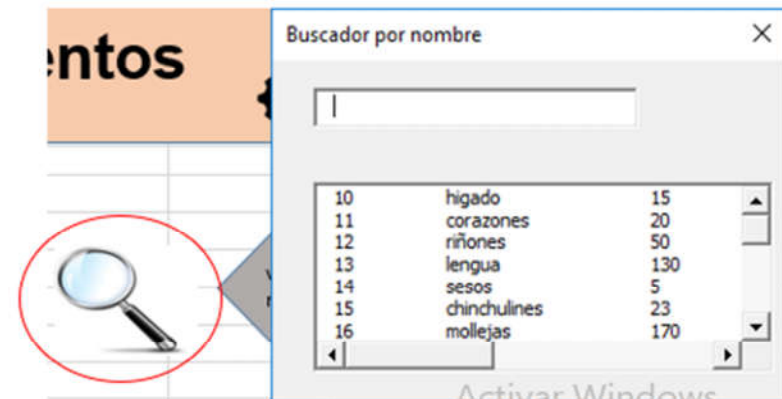 entos
Buscador por nombre
10 higado 15
11 corazones 20
12 riñones 50
13 lengua 130
14 sesos 5
15 chinchulines 23
16 mollejas 170
Activar Windows